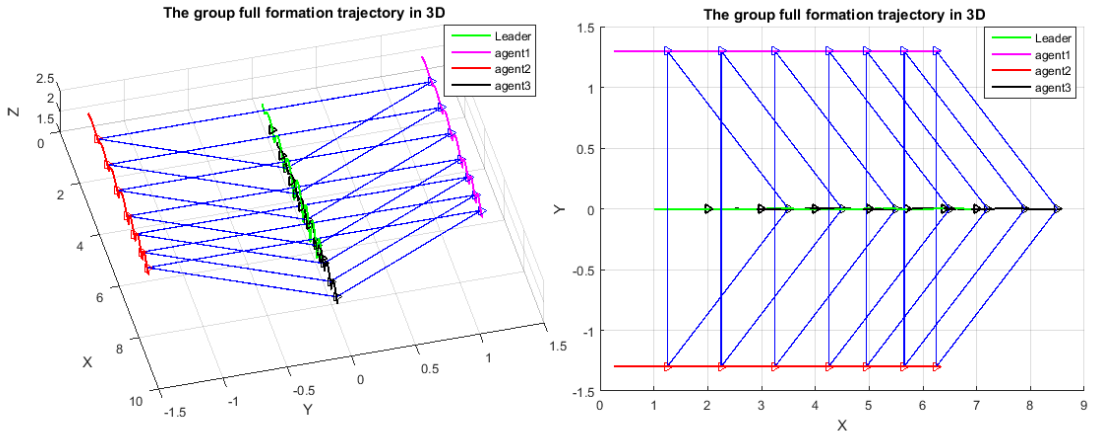 The group full formation trajectory in 3D
Leader
agent1
agent2
agent3
2.5
2
1.5
Z
0
2
4
6
8
10
X
-1.5
-1
-0.5
0
0.5
1
1.5
Y
The group full formation trajectory in 3D
Leader
agent1
agent2
agent3
1.5
1
0.5
0
-0.5
-1
-1.5
Y
0 1 2 3 4 5 6 7 8 9
X